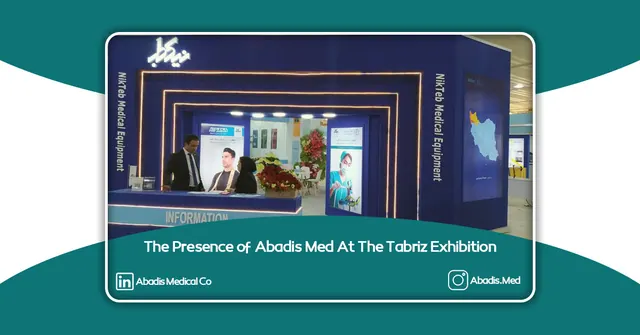 نیک طب
NikTeb Medical Equipment
NikTeb Medical Equipment
INFORMATION
The Presence of Abadis Med At The Tabriz Exhibition
in Abadis Medical Co
Abadis.Med